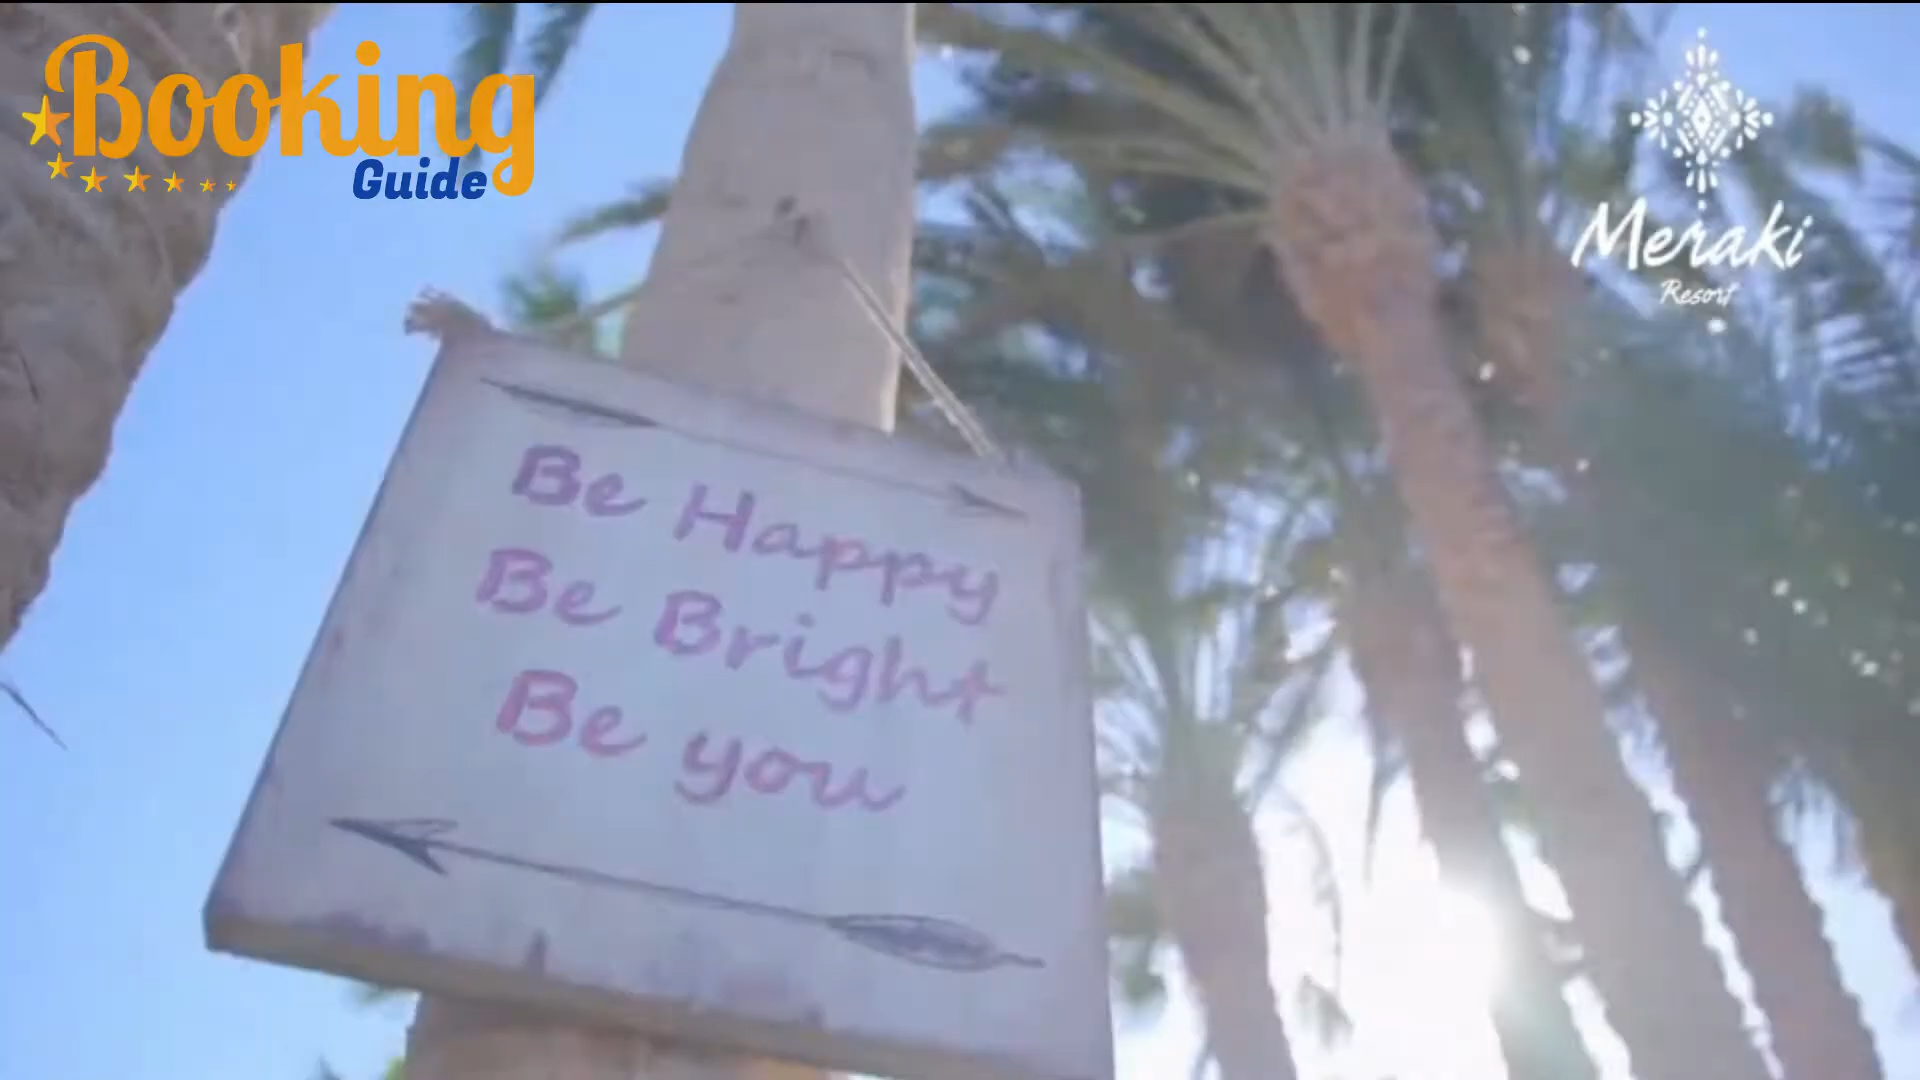 Booking
Guide
Meraki
Resort
Be Happy
Be Bright
Be you